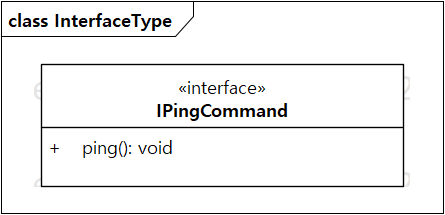 class InterfaceType
«interface»
IPingCommand
+ ping(): void